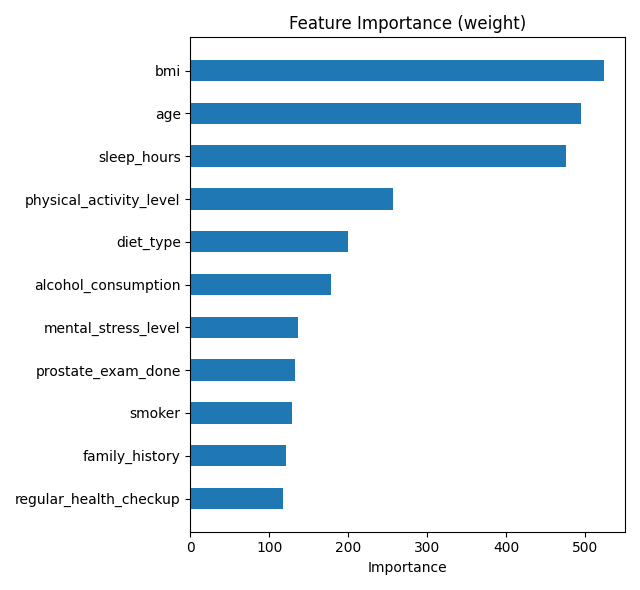 Feature Importance (weight)
bmi
age
sleep_hours
physical_activity_level
diet_type
alcohol_consumption
mental_stress_level
prostate_exam_done
smoker
family_history
regular_health_checkup
0 100 200 300 400 500
Importance